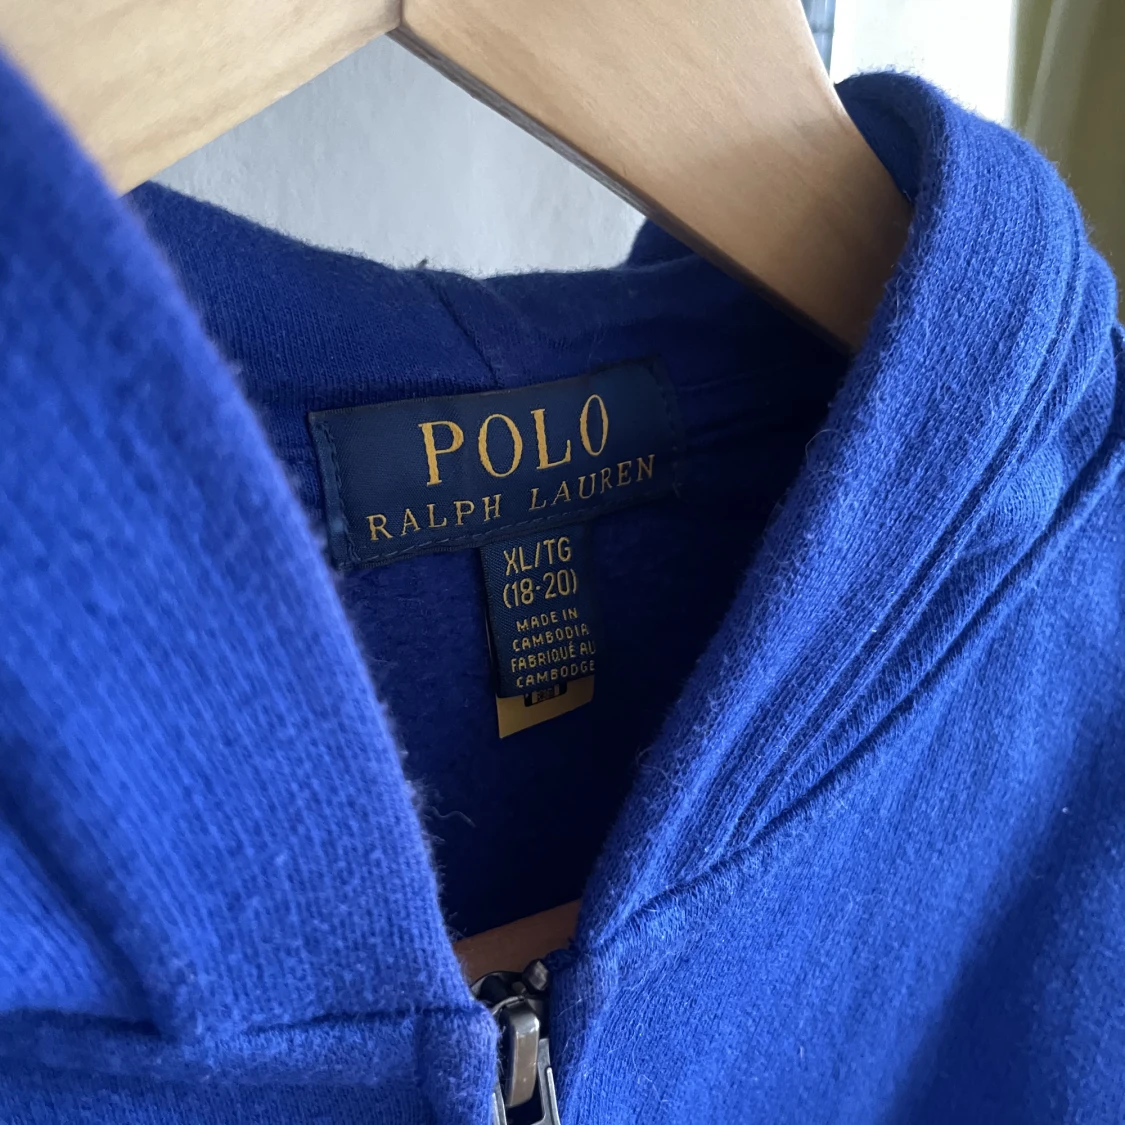 POLO
RALPH LAUREN
XL/TG
(18-20)
MADE IN
CAMBODIA
FABRIQUÉ AU
CAMBODGE